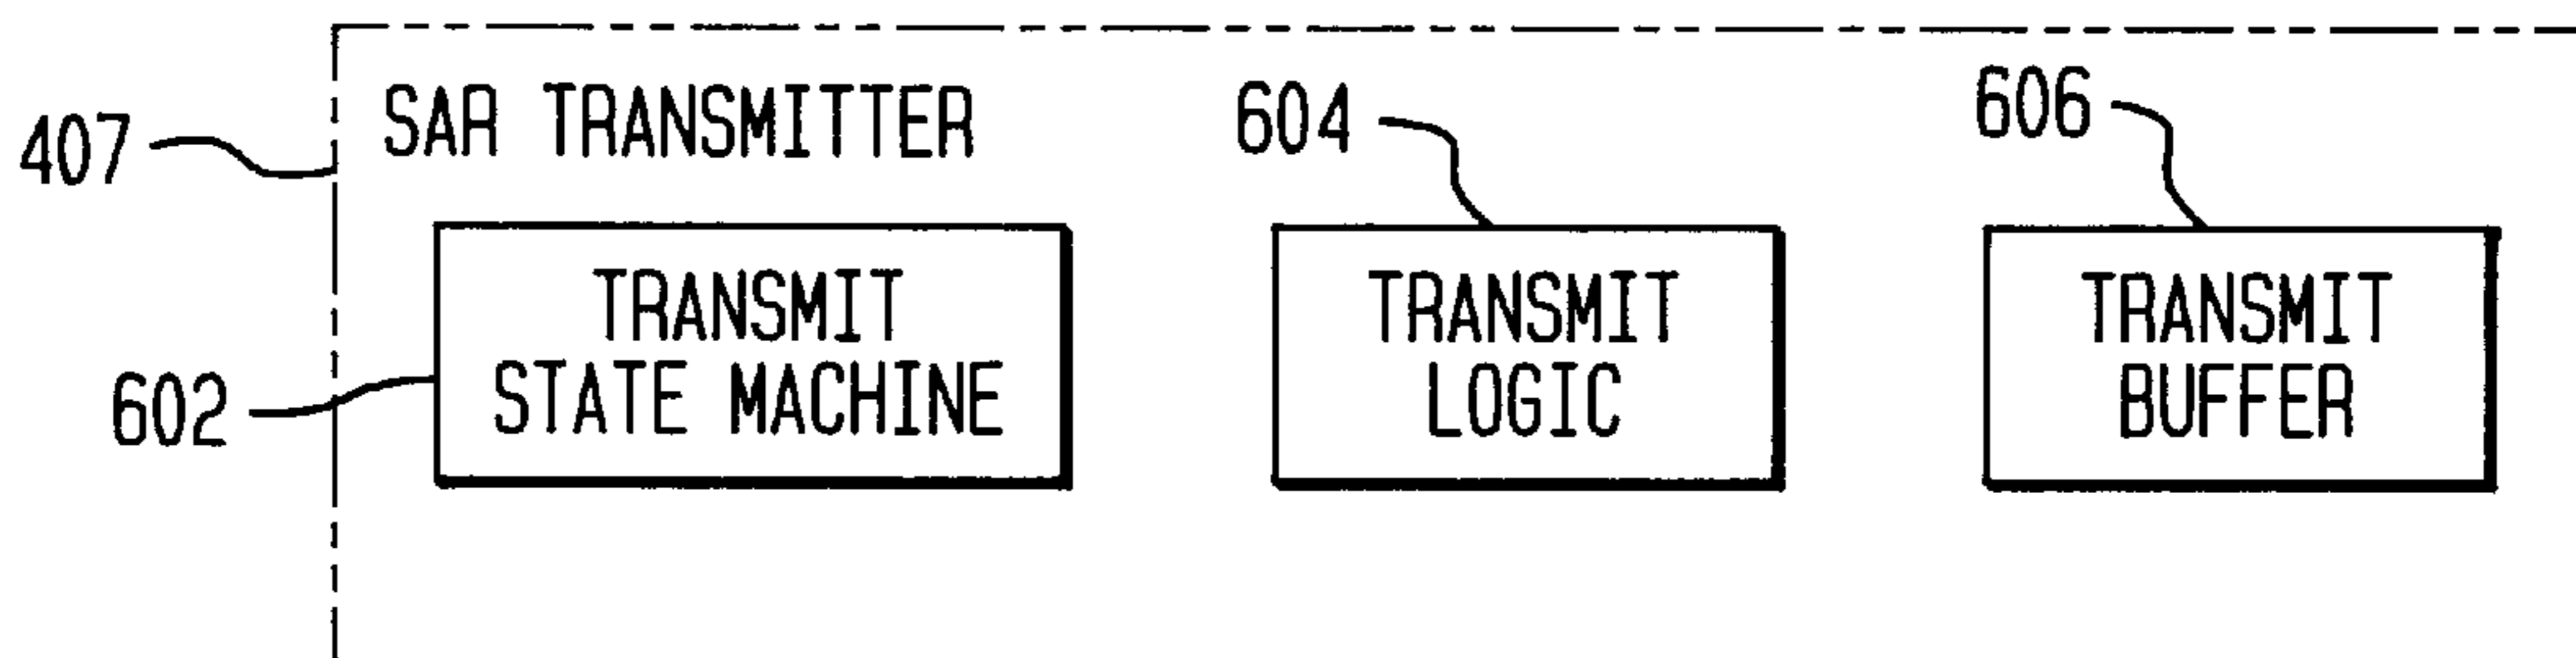 407
SAR TRANSMITTER
604
606
602
TRANSMIT
STATE MACHINE
TRANSMIT
LOGIC
TRANSMIT
BUFFER